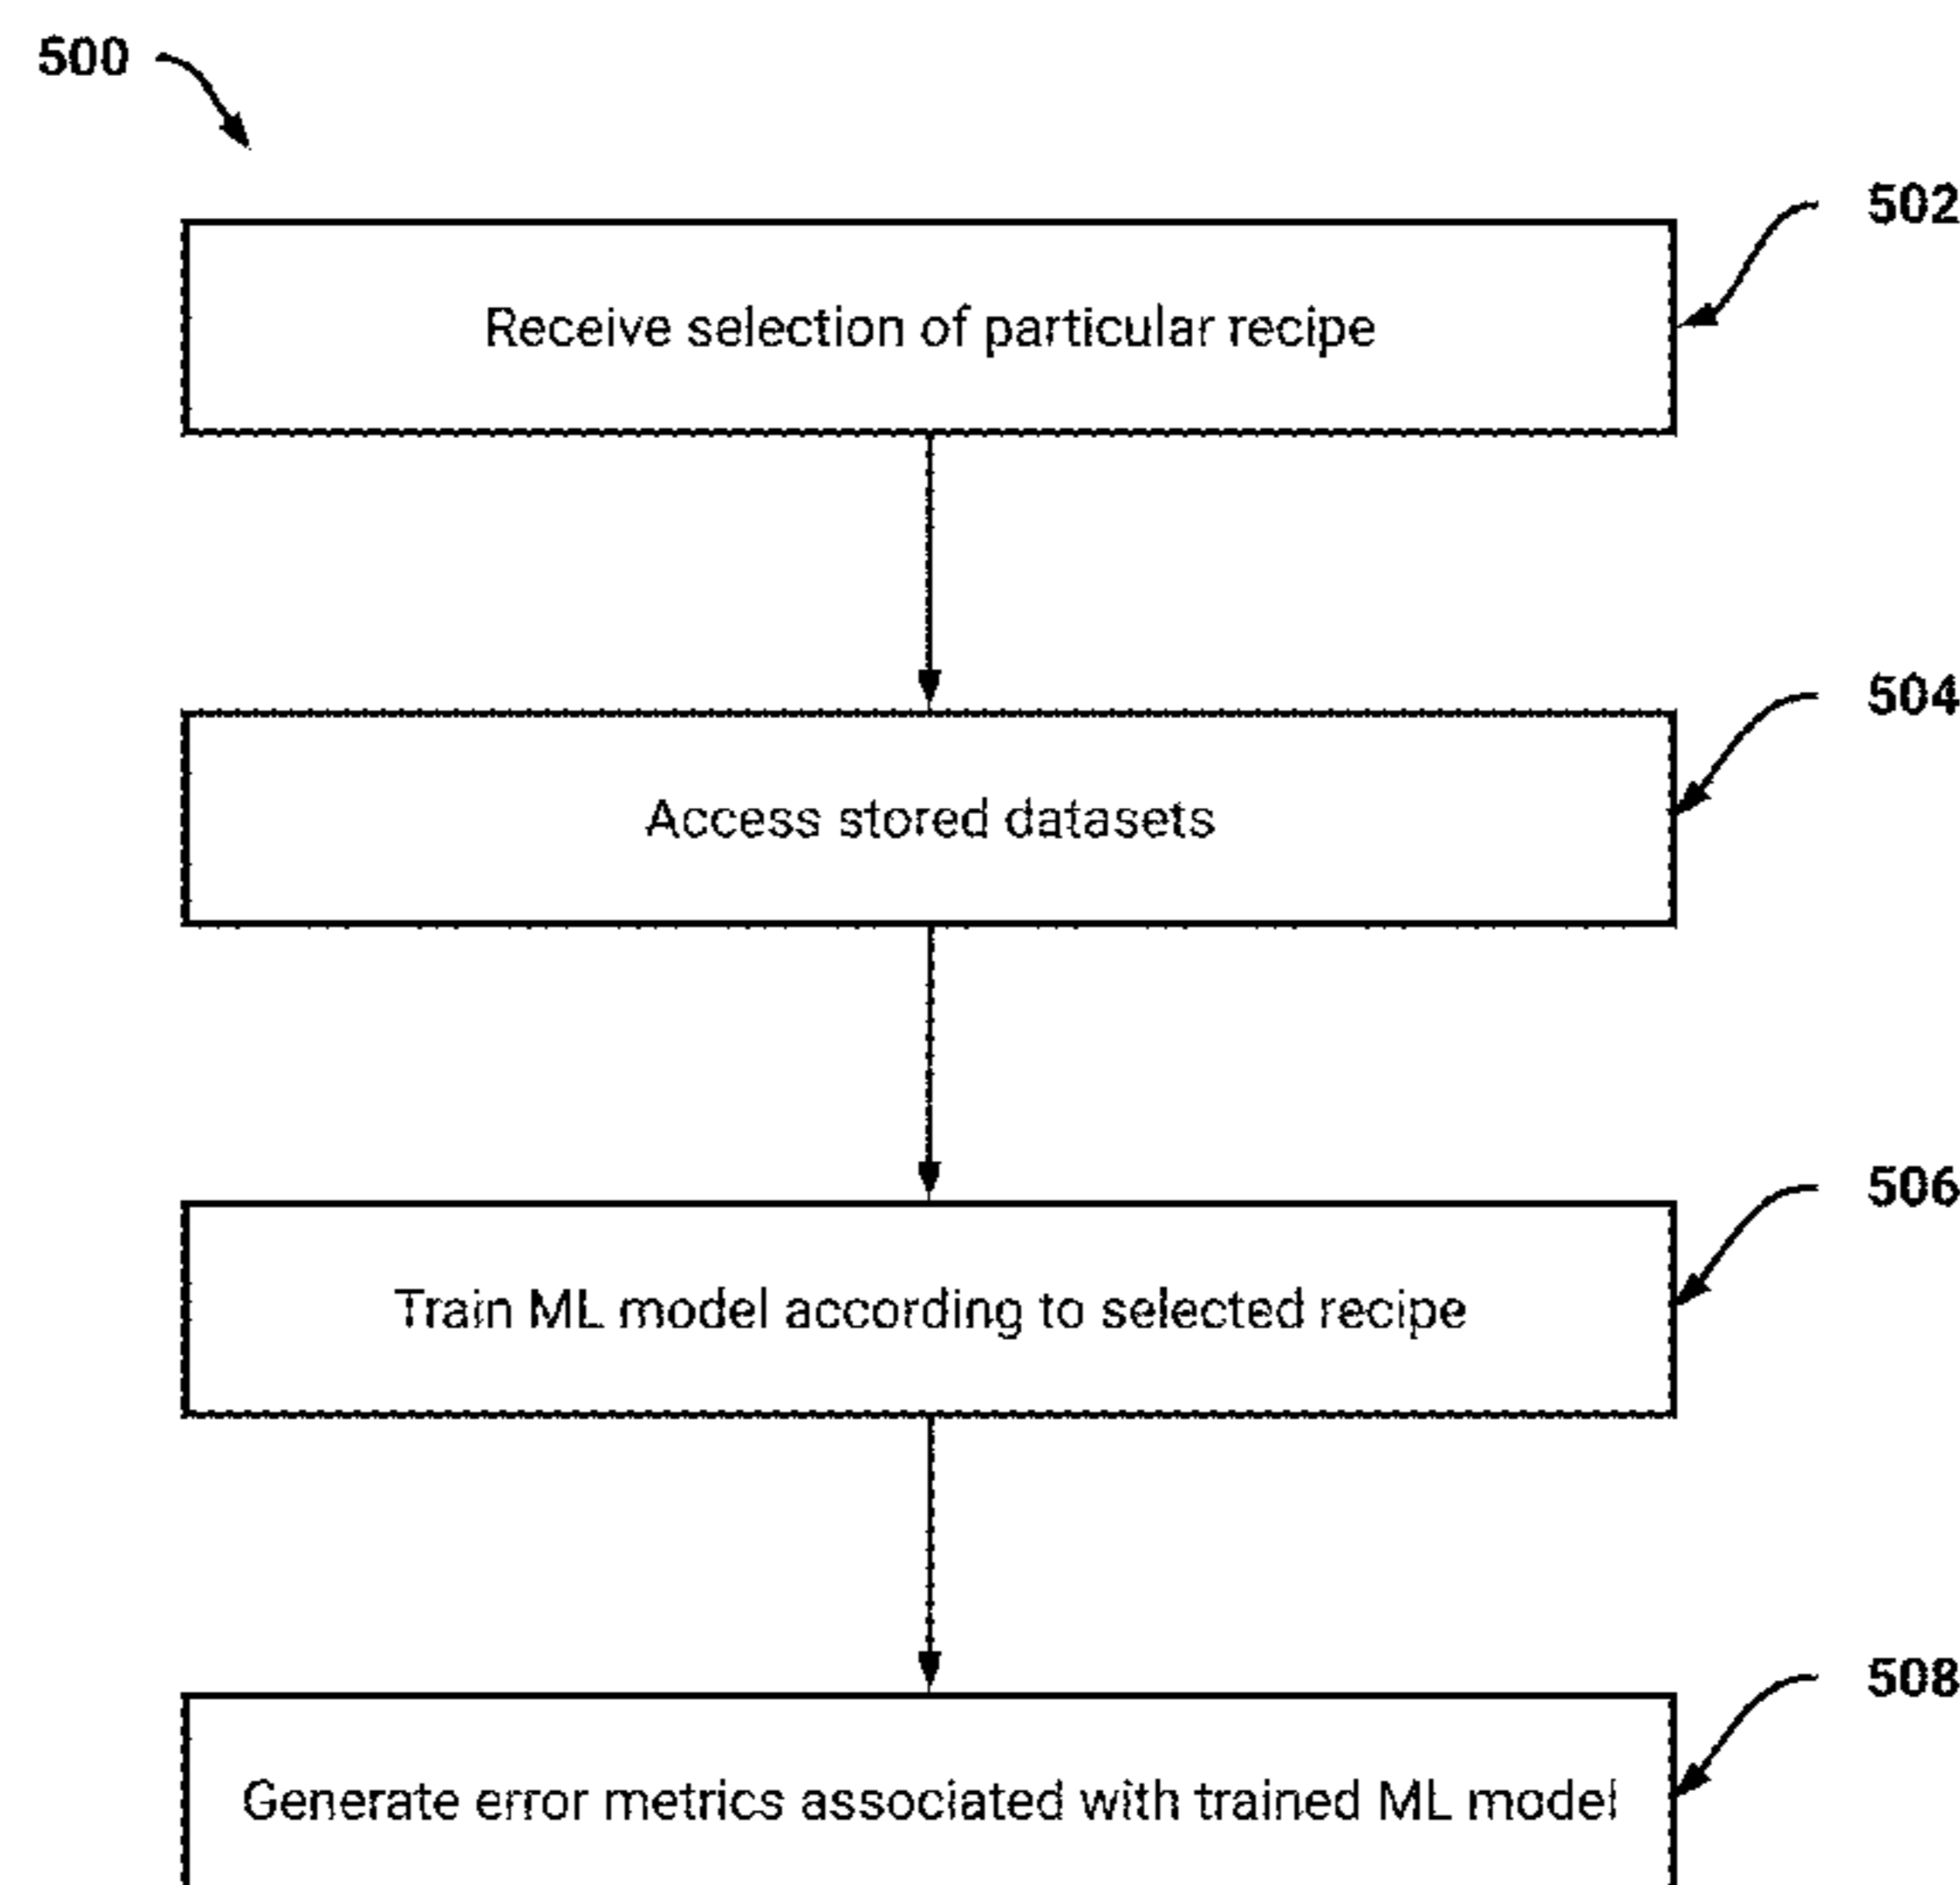 500
502
Receive selection of particular recipe
504
Access stored datasets
506
Train ML model according to selected recipe
508
Generate error metrics associated with trained ML model